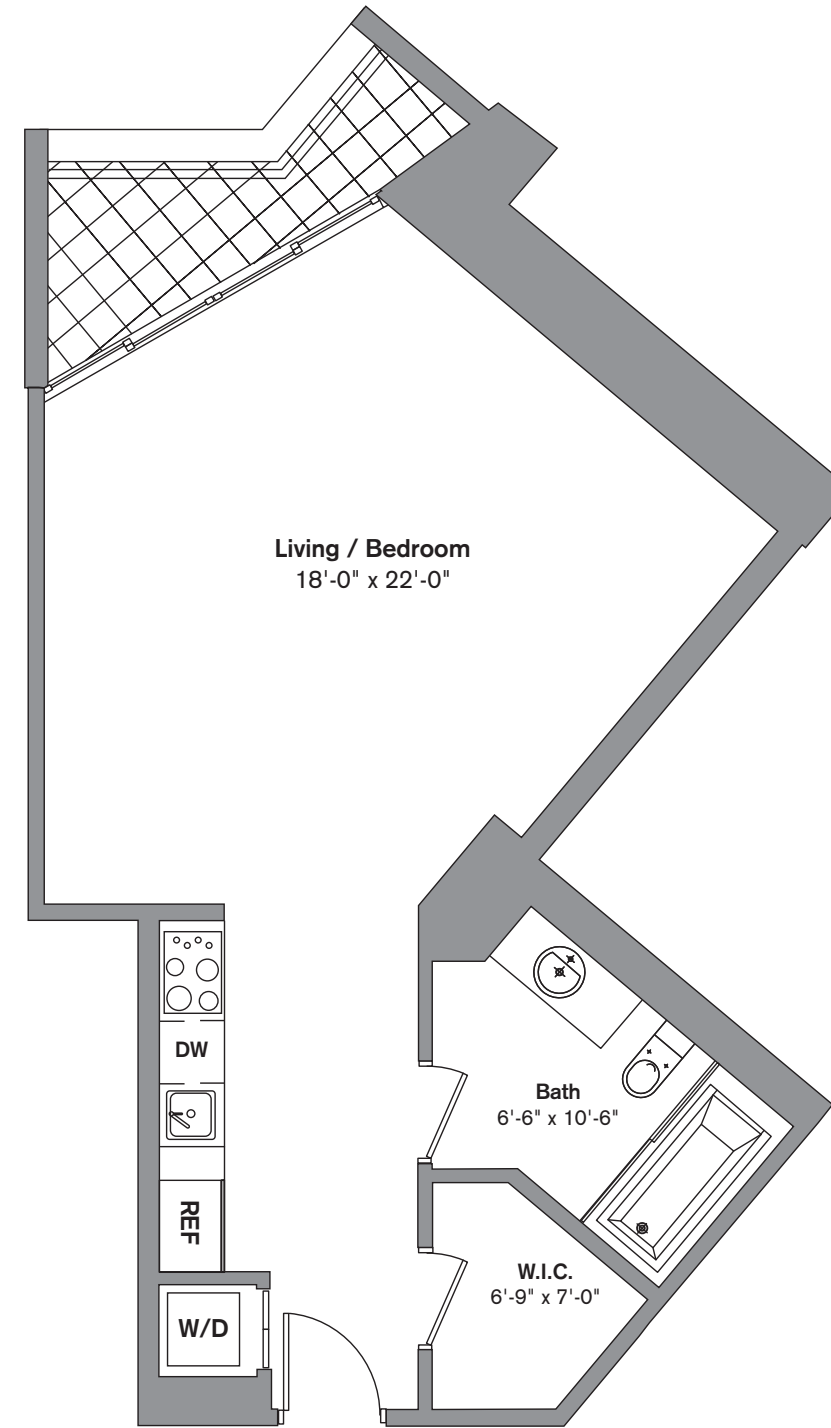 Living / Bedroom
18'-0" x 22'-0"
DW
Bath
6'-6" x 10'-6"
REF
W.I.C.
6'-9" x 7'-0"
W/D